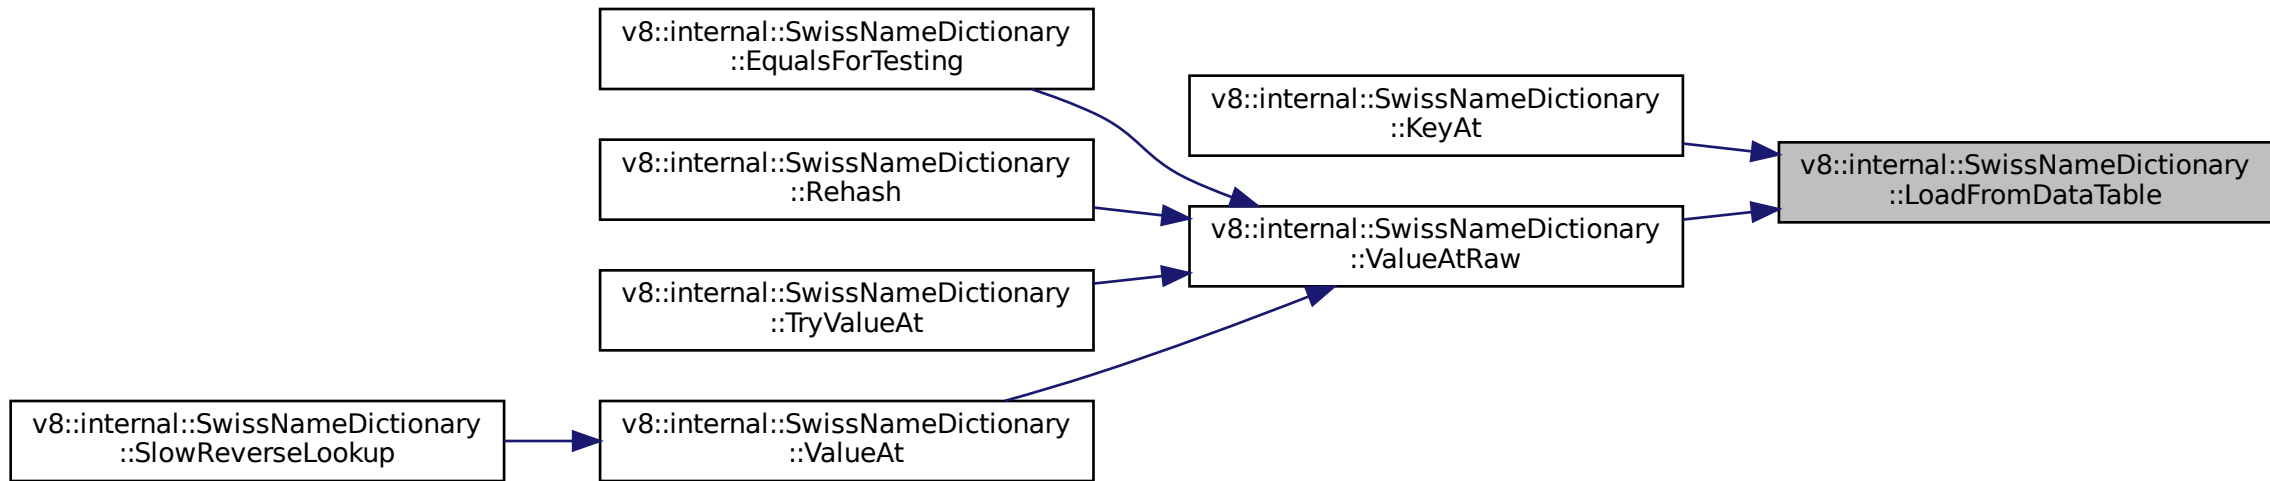 v8::internal::SwissNameDictionary
::EqualsForTesting
v8::internal::SwissNameDictionary
::KeyAt
v8::internal::SwissNameDictionary
::Rehash
v8::internal::SwissNameDictionary
::LoadFromDataTable
v8::internal::SwissNameDictionary
::ValueAtRaw
v8::internal::SwissNameDictionary
::TryValueAt
v8::internal::SwissNameDictionary
::SlowReverseLookup
v8::internal::SwissNameDictionary
::ValueAt